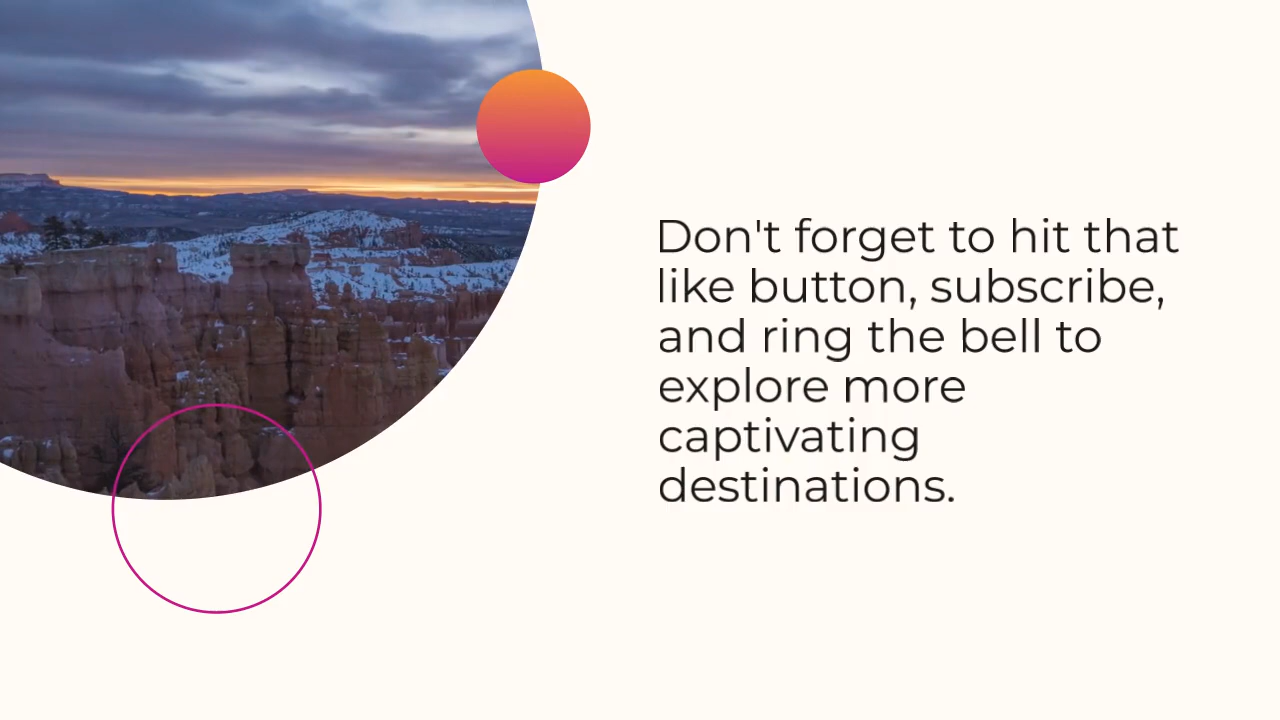 Don't forget to hit that
like button, subscribe,
and ring the bell to
explore more
captivating
destinations.